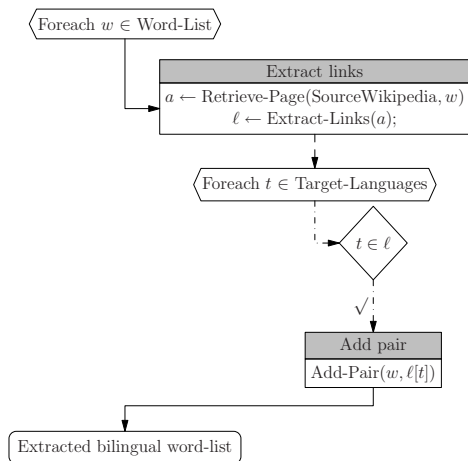 Foreach w ∈ Word-List
Extract links
a ← Retrieve-Page(SourceWikipedia, w)
ℓ ← Extract-Links(a);
Foreach t ∈ Target-Languages
t ∈ ℓ
√
Add pair
Add-Pair(w, ℓ[t])
Extracted bilingual word-list